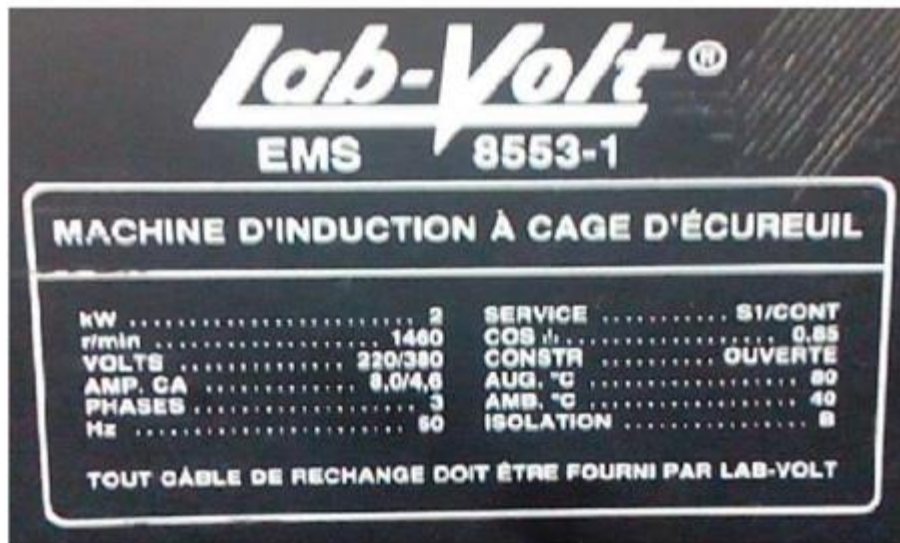 Lab-Volt®
EMS 8553-1
MACHINE D'INDUCTION À CAGE D'ÉCUREUIL
kW ........................ 2
r/min .................... 1460
VOLTS ................ 220/380
AMP. CA .............. 8,0/4,6
PHASES .................... 3
Hz ........................ 50
SERVICE ........... S1/CONT
COS .................... 0,85
CONSTR .......... OUVERTE
AUG. °C ................. 80
AMB. °C ................. 40
ISOLATION ................ B
TOUT CÂBLE DE RECHANGE DOIT ÊTRE FOURNI PAR LAB-VOLT